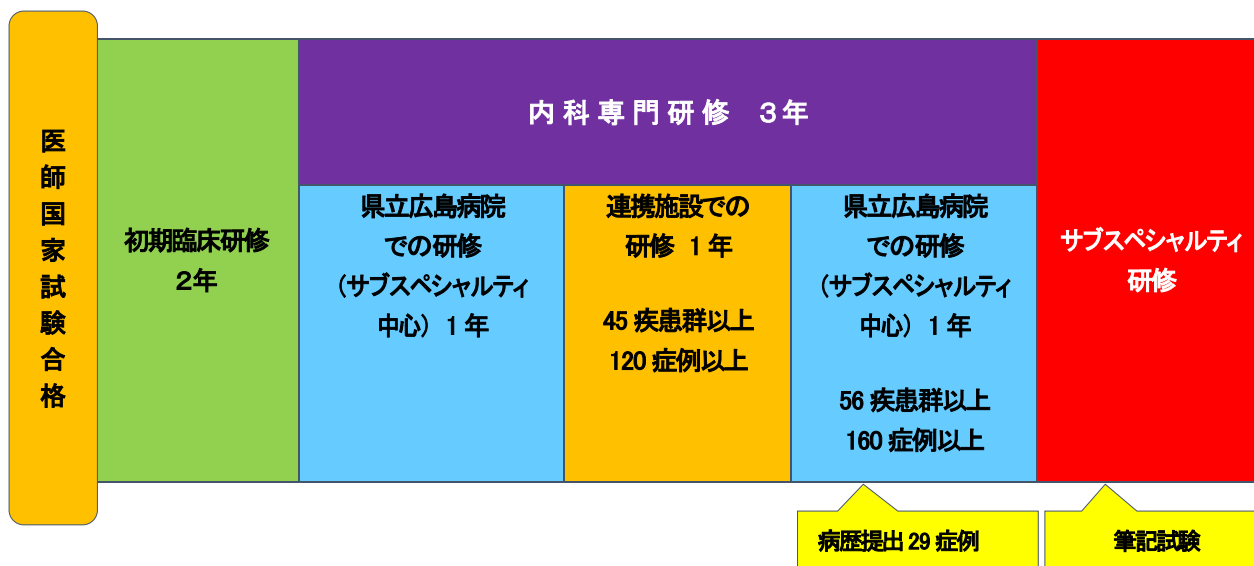 医師国家試験合格
初期臨床研修
２年
内科専門研修　３年
県立広島病院
での研修
（サブスペシャルティ
中心）１年
連携施設での
研修 １年
45 疾患群以上
120 症例以上
県立広島病院
での研修
（サブスペシャルティ
中心）１年
56 疾患群以上
160 症例以上
サブスペシャルティ
研修
病歴提出 29 症例
筆記試験